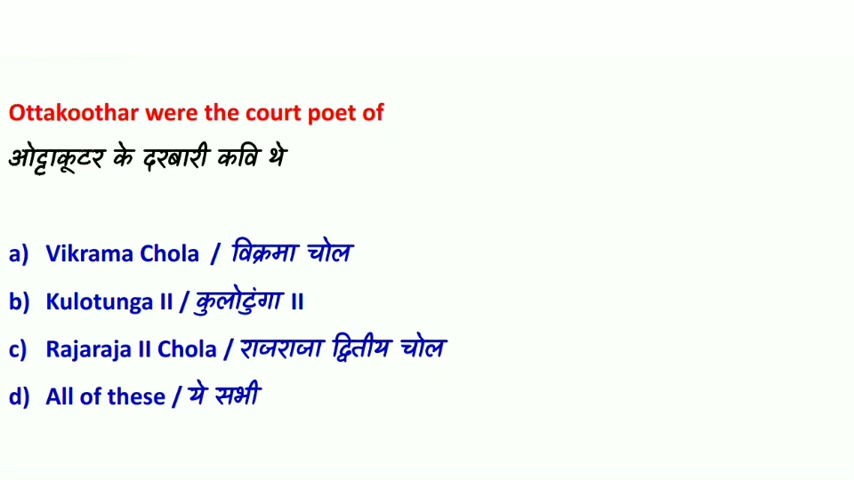 Ottakoothar were the court poet of
ओट्टाकूटर के दरबारी कवि थे
a) Vikrama Chola / विक्रमा चोल
b) Kulotunga II / कुलोटुंगा II
c) Rajaraja II Chola / राजराजा द्वितीय चोल
d) All of these / ये सभी